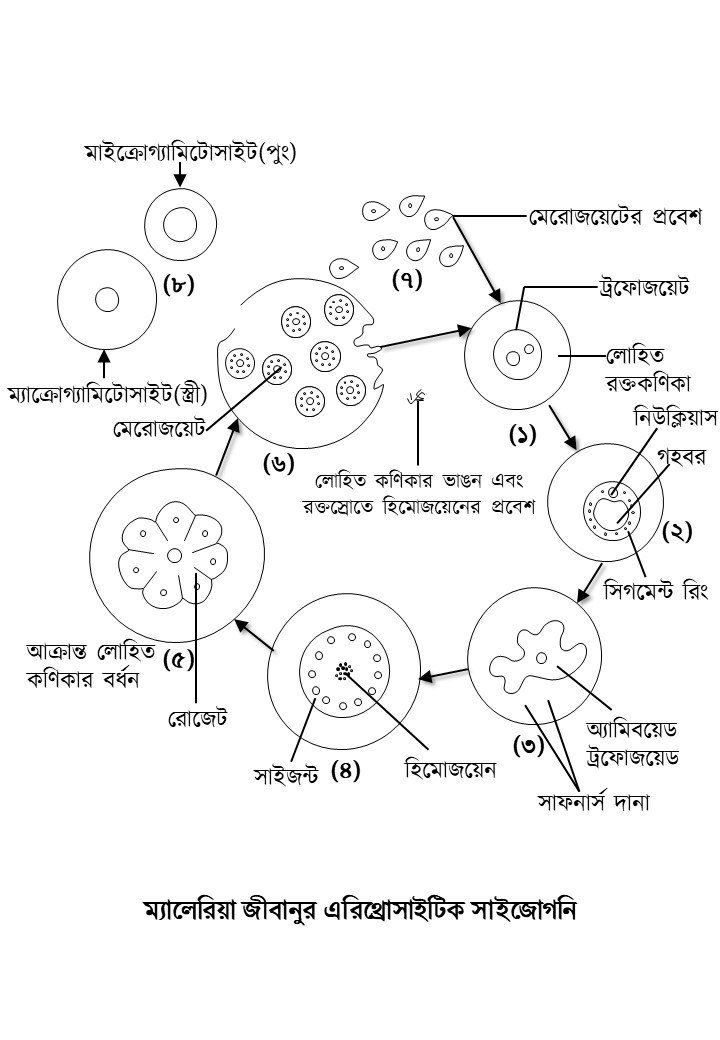 মাইক্রোগ্যামিটোসাইট(পুং)
মেরোজয়েটের প্রবেশ
(৮)
(৭)
ট্রফোজয়েট
লোহিত
রক্তকণিকা
ম্যাক্রোগ্যামিটোসাইট(স্ত্রী)
মেরোজয়েট
(১)
নিউক্লিয়াস
(৬)
গহবর
লোহিত কণিকার ভাঙন এবং
রক্তস্রোতে হিমোজয়েনের প্রবেশ
(২)
সিগমেন্ট রিং
আক্রান্ত লোহিত
কণিকার বর্ধন
(৫)
রোজেট
অ্যামিবয়েড
ট্রফোজয়েড
(৩)
সাইজন্ট
(৪)
হিমোজয়েন
সাফনার্স দানা
ম্যালেরিয়া জীবানুর এরিথ্রোসাইটিক সাইজোগনি